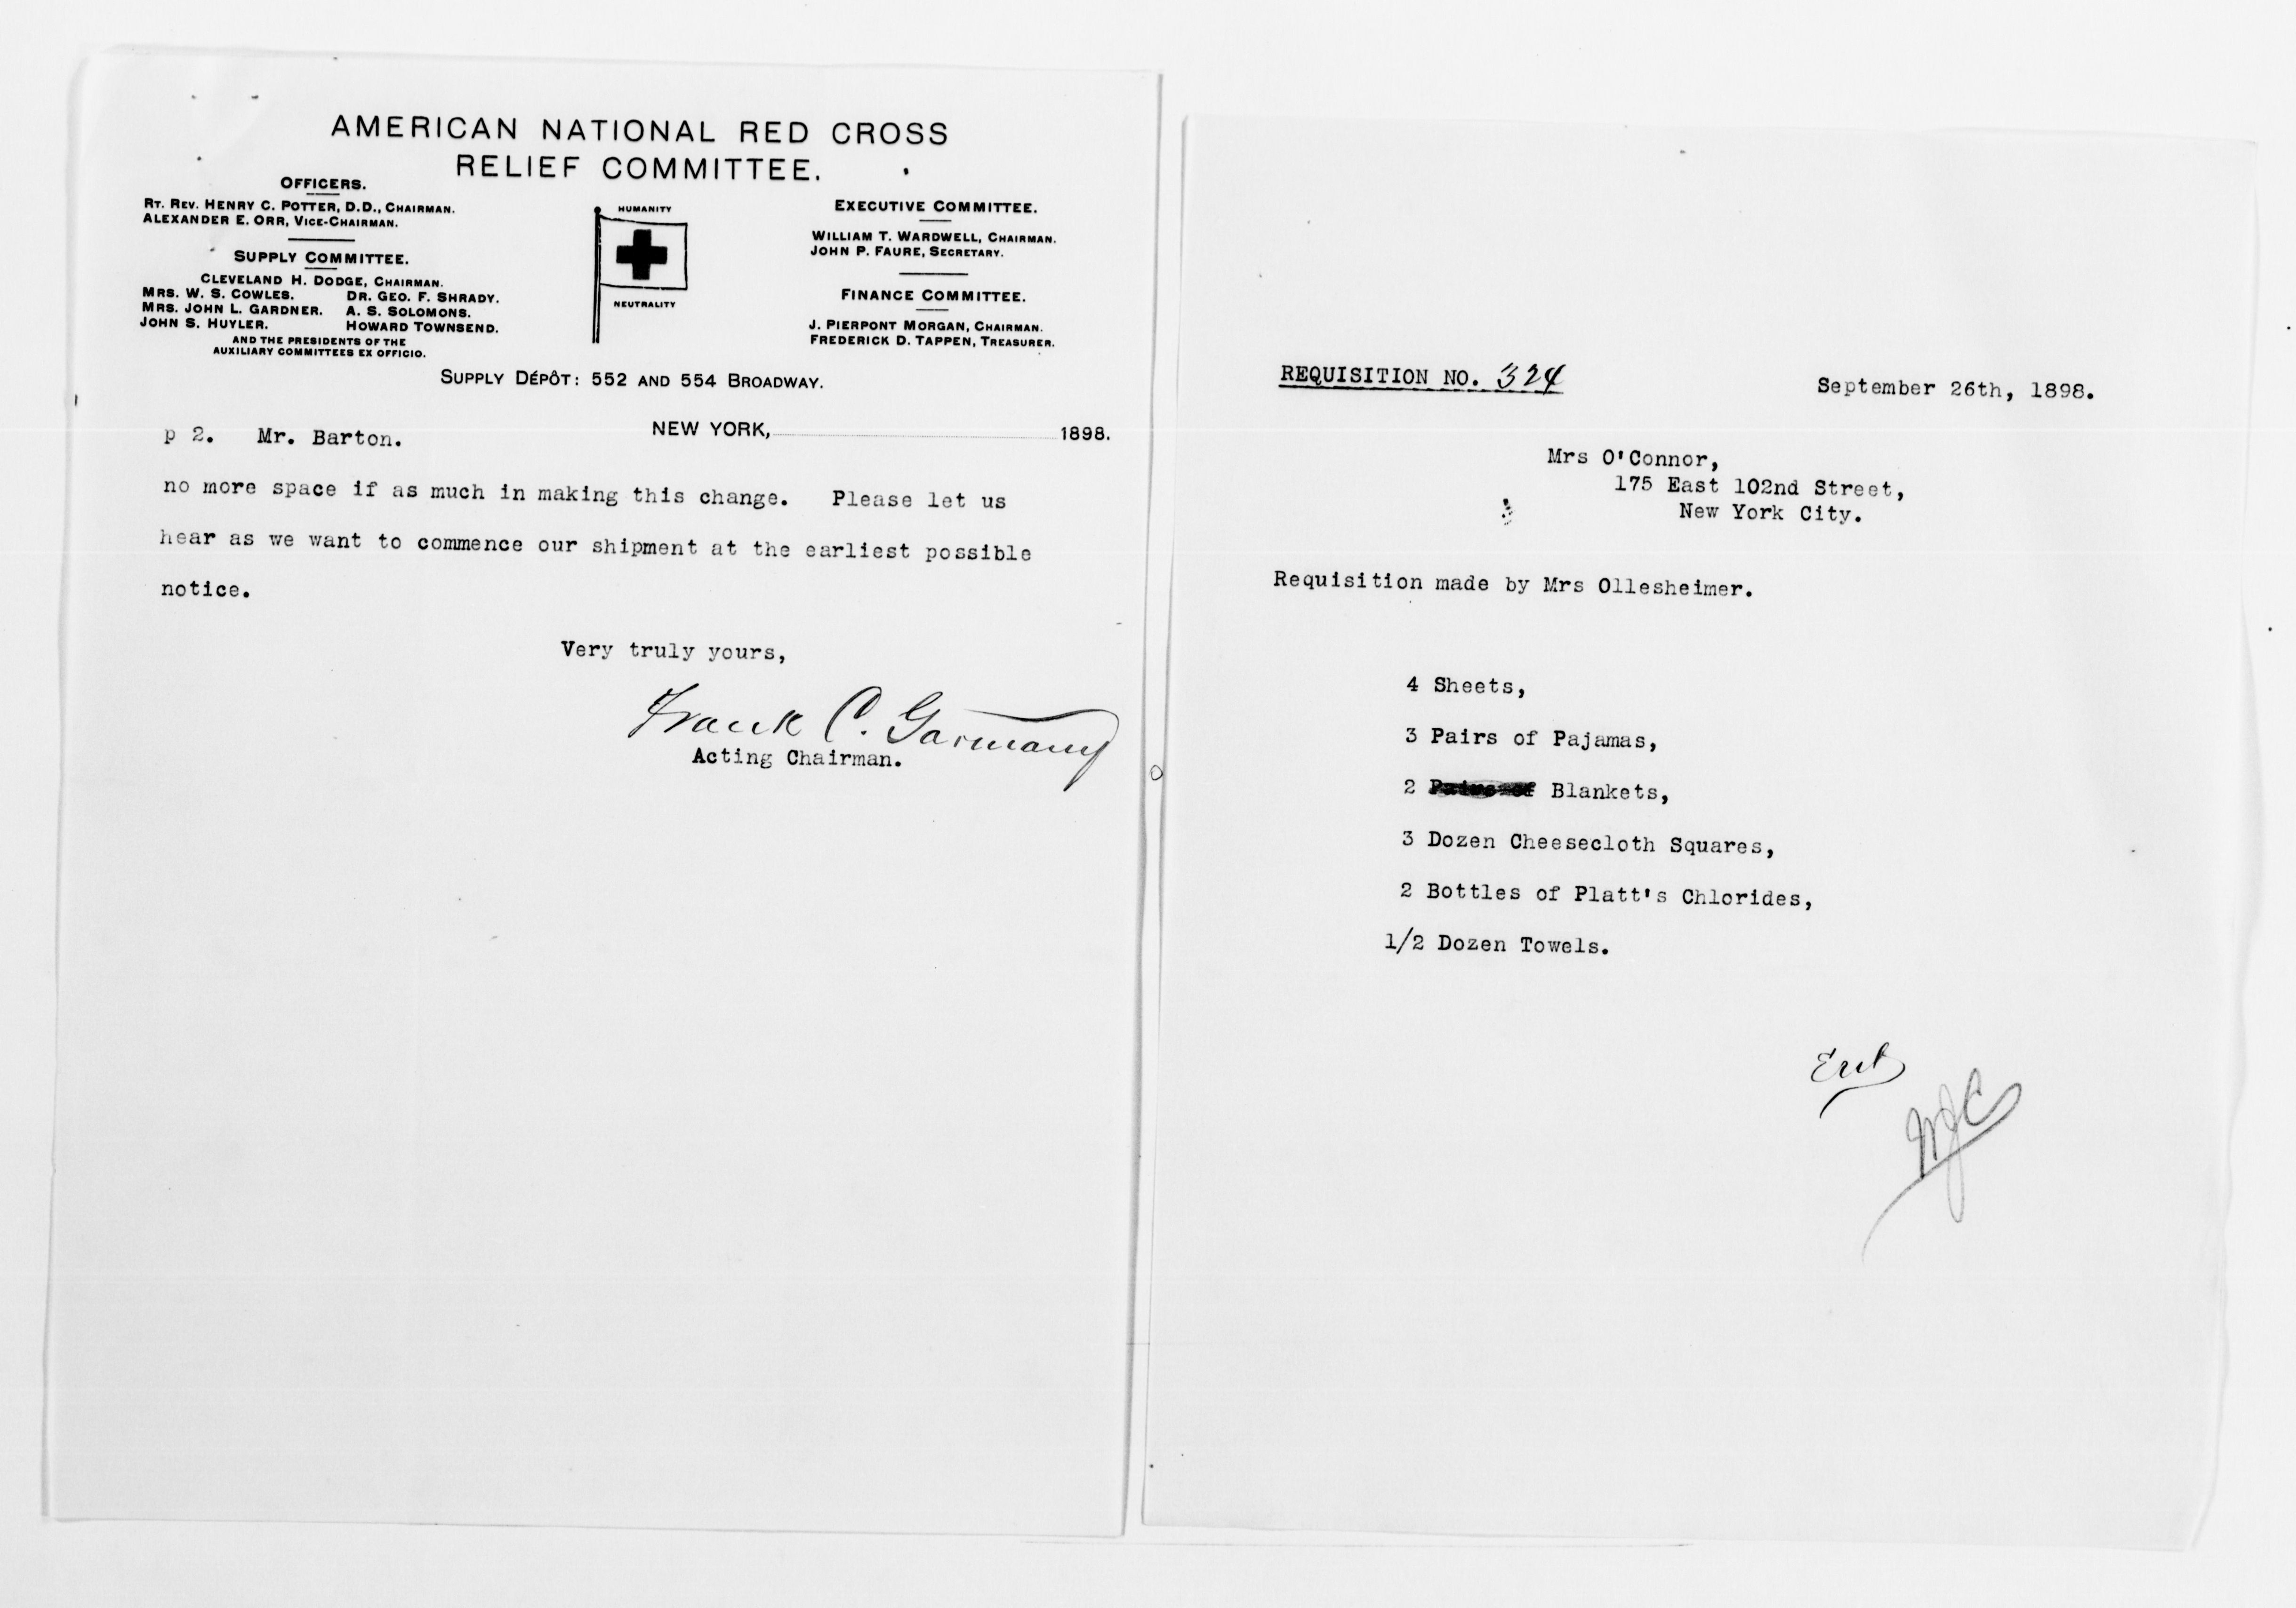 AMERICAN NATIONAL RED CROSS
RELIEF COMMITTEE.
OFFICERS.
RT. REV. HENRY C. POTTER, D.D., CHAIRMAN.
ALEXANDER E. ORR, VICE-CHAIRMAN.
SUPPLY COMMITTEE.
CLEVELAND H. DODGE, CHAIRMAN.
MRS. W. S. COWLES. DR. GEO. F. SHRADY.
MRS. JOHN L. GARDNER. A. S. SOLOMONS.
JOHN S. HUYLER. HOWARD TOWNSEND.
AND THE PRESIDENTS OF THE
AUXILIARY COMMITTEES EX OFFICIO.
HUMANITY
NEUTRALITY
EXECUTIVE COMMITTEE.
WILLIAM T. WARDWELL, CHAIRMAN.
JOHN P. FAURE, SECRETARY.
FINANCE COMMITTEE.
J. PIERPONT MORGAN, CHAIRMAN.
FREDERICK D. TAPPEN, TREASURER.
SUPPLY DÉPÔT: 552 AND 554 BROADWAY.
NEW YORK, 1898.
p 2. Mr. Barton.
no more space if as much in making this change. Please let us
hear as we want to commence our shipment at the earliest possible
notice.
Very truly yours,
Frank C. Garmany
Acting Chairman.
REQUISITION NO. 324
September 26th, 1898.
Mrs O'Connor,
175 East 102nd Street,
New York City.
Requisition made by Mrs Ollesheimer.
4 Sheets,
3 Pairs of Pajamas,
2 Pairs of Blankets,
3 Dozen Cheesecloth Squares,
2 Bottles of Platt's Chlorides,
1/2 Dozen Towels.